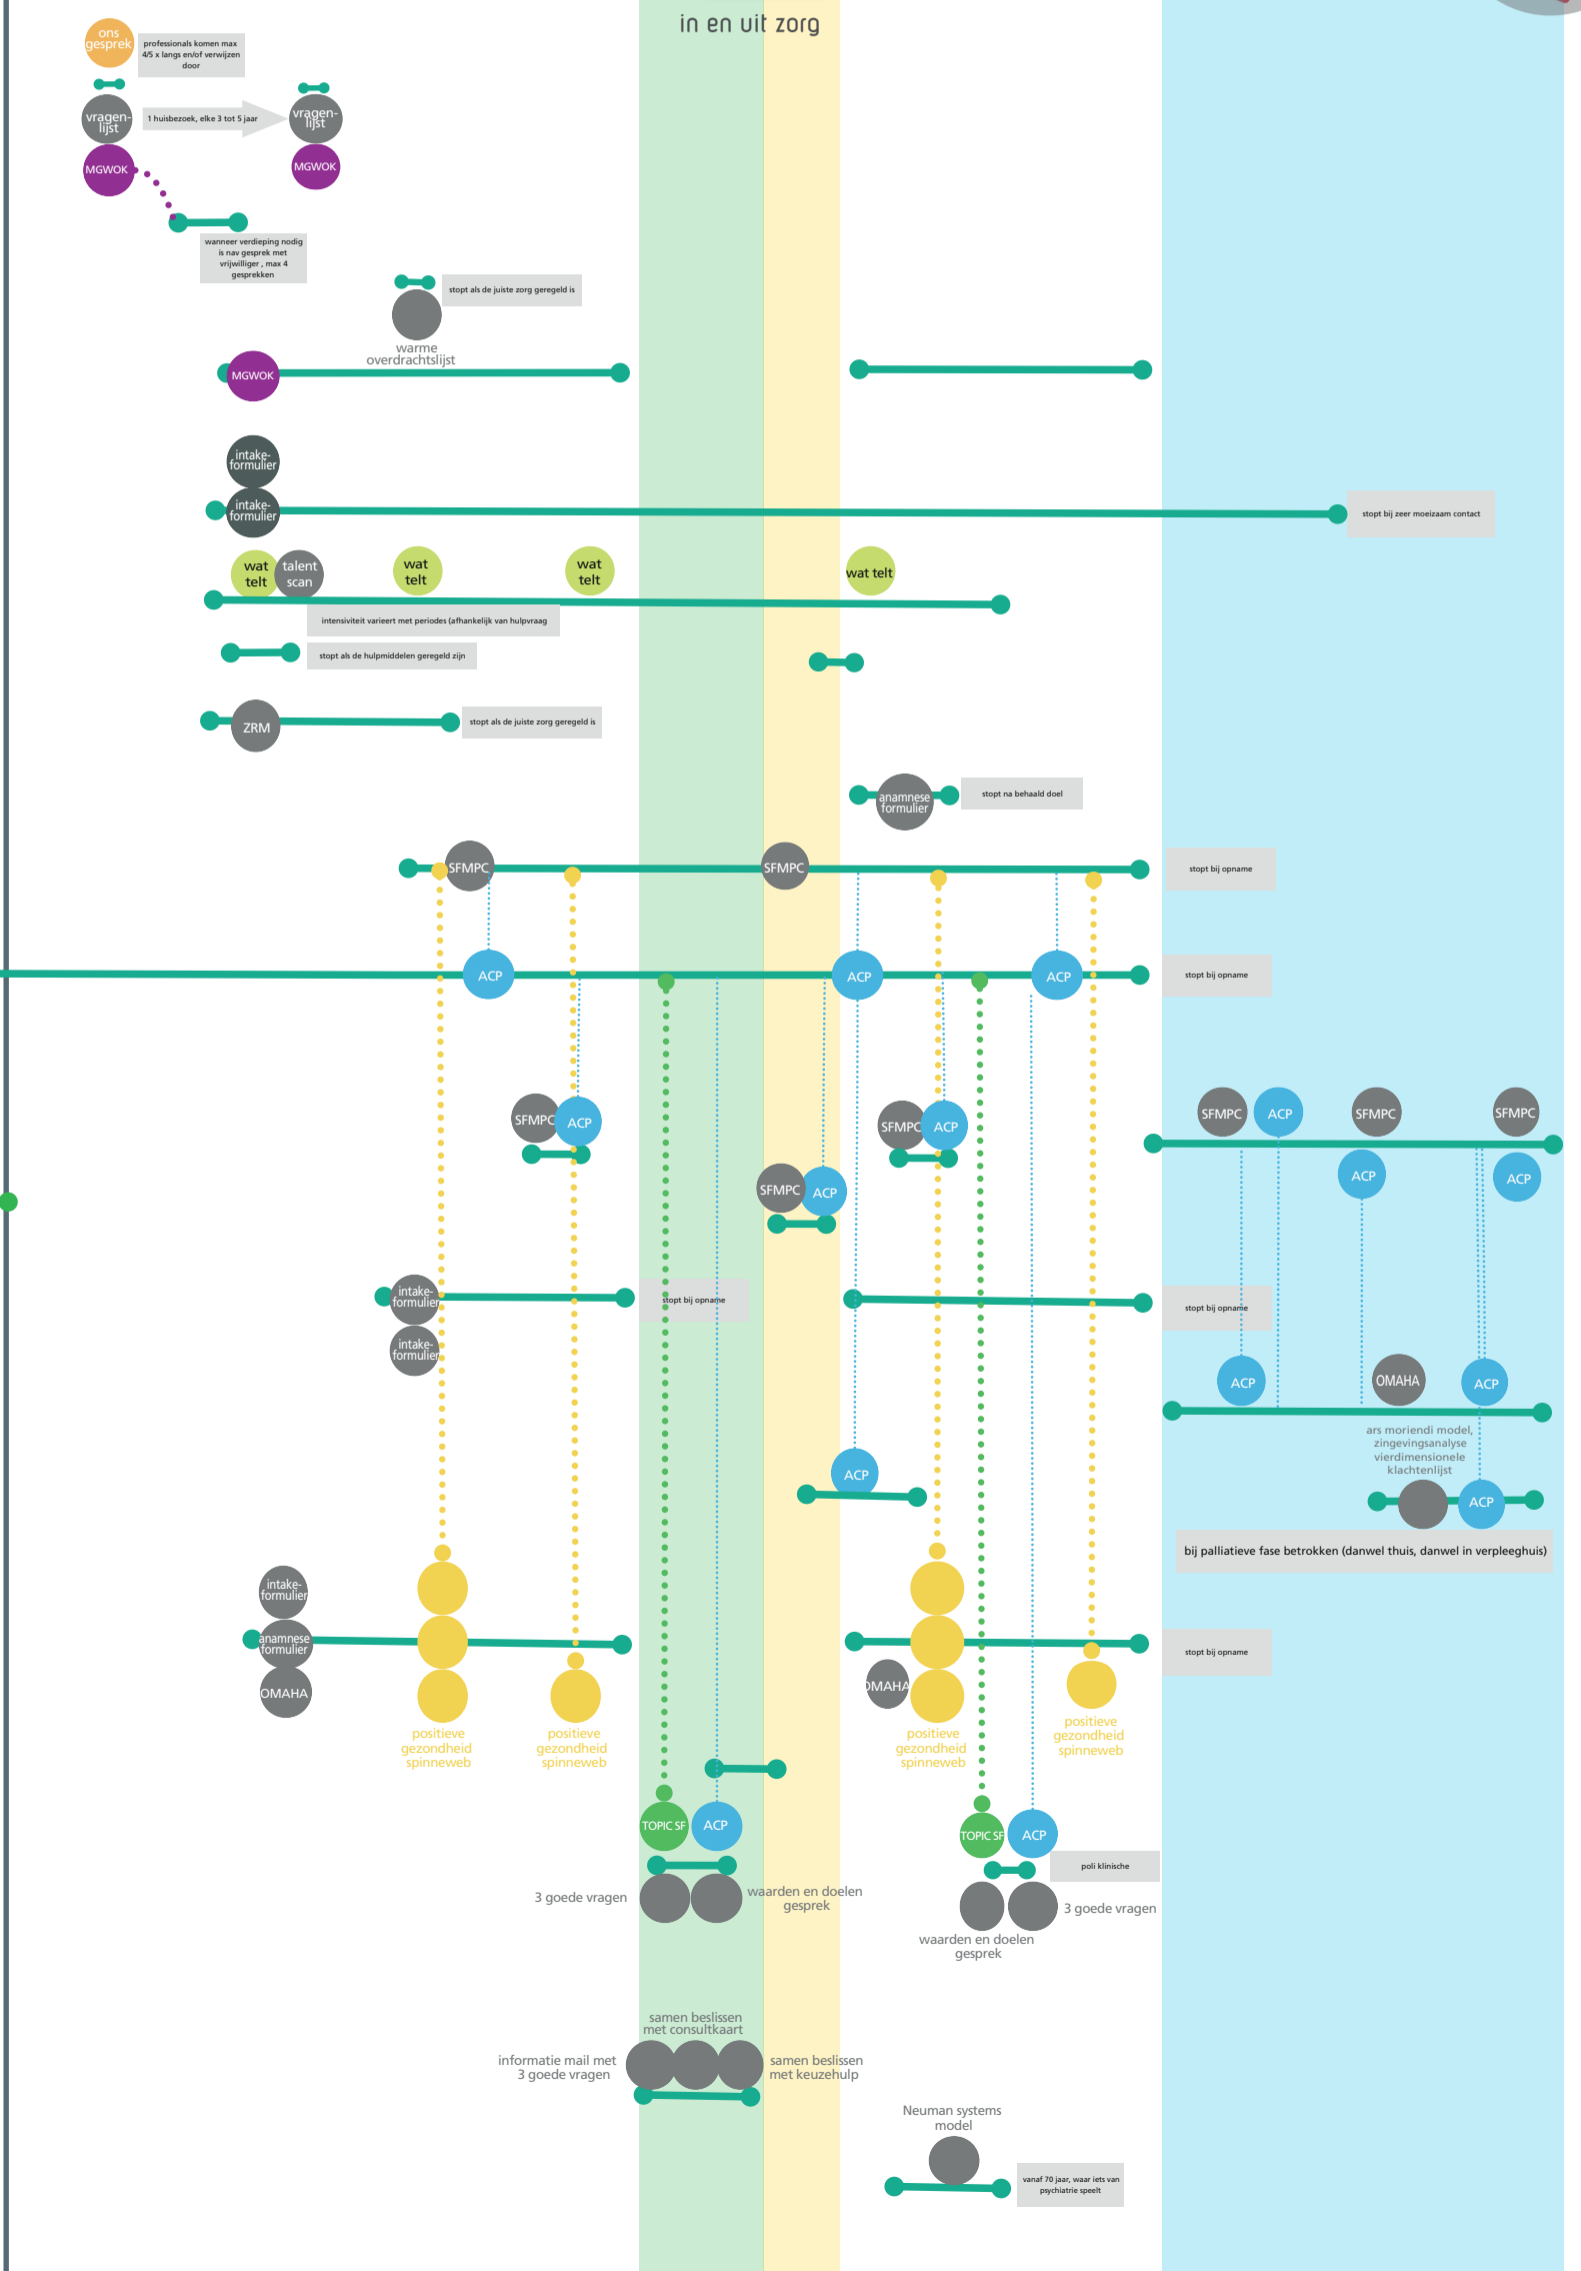 in en uit zorg
ons
gesprek
professionals komen max
4/5 x langs en/of verwijzen
door
vragen-
lijst
1 huisbezoek, elke 3 tot 5 jaar
vragen-
lijst
MGWOK
MGWOK
wanneer verdieping nodig
is nav gesprek met
vrijwilliger , max 4
gesprekken
stopt als de juiste zorg geregeld is
warme
overdrachtslijst
MGWOK
intake-
formulier
intake-
formulier
stopt bij zeer moeizaam contact
wat
telt
talent
scan
wat
telt
wat
telt
wat telt
intensiviteit varieert met periodes (afhankelijk van hulpvraag
stopt als de hulpmiddelen geregeld zijn
ZRM
stopt als de juiste zorg geregeld is
anamnese
formulier
stopt na behaald doel
SFMPC
SFMPC
stopt bij opname
ACP
ACP
ACP
stopt bij opname
SFMPC
ACP
SFMPC
ACP
SFMPC
ACP
SFMPC
SFMPC
SFMPC
ACP
ACP
ACP
intake-
formulier
stopt bij opname
stopt bij opname
intake-
formulier
ACP
OMAHA
ACP
ars moriendi model,
zingevingsanalyse
vierdimensionele
klachtenlijst
ACP
ACP
bij palliatieve fase betrokken (danwel thuis, danwel in verpleeghuis)
intake-
formulier
anamnese
formulier
OMAHA
OMAHA
stopt bij opname
positieve
gezondheid
spinneweb
positieve
gezondheid
spinneweb
positieve
gezondheid
spinneweb
positieve
gezondheid
spinneweb
TOPIC SF
ACP
TOPIC SF
ACP
poli klinische
3 goede vragen
waarden en doelen
gesprek
3 goede vragen
waarden en doelen
gesprek
samen beslissen
met consultkaart
informatie mail met
3 goede vragen
samen beslissen
met keuzehulp
Neuman systems
model
vanaf 70 jaar, waar iets van
psychiatrie speelt